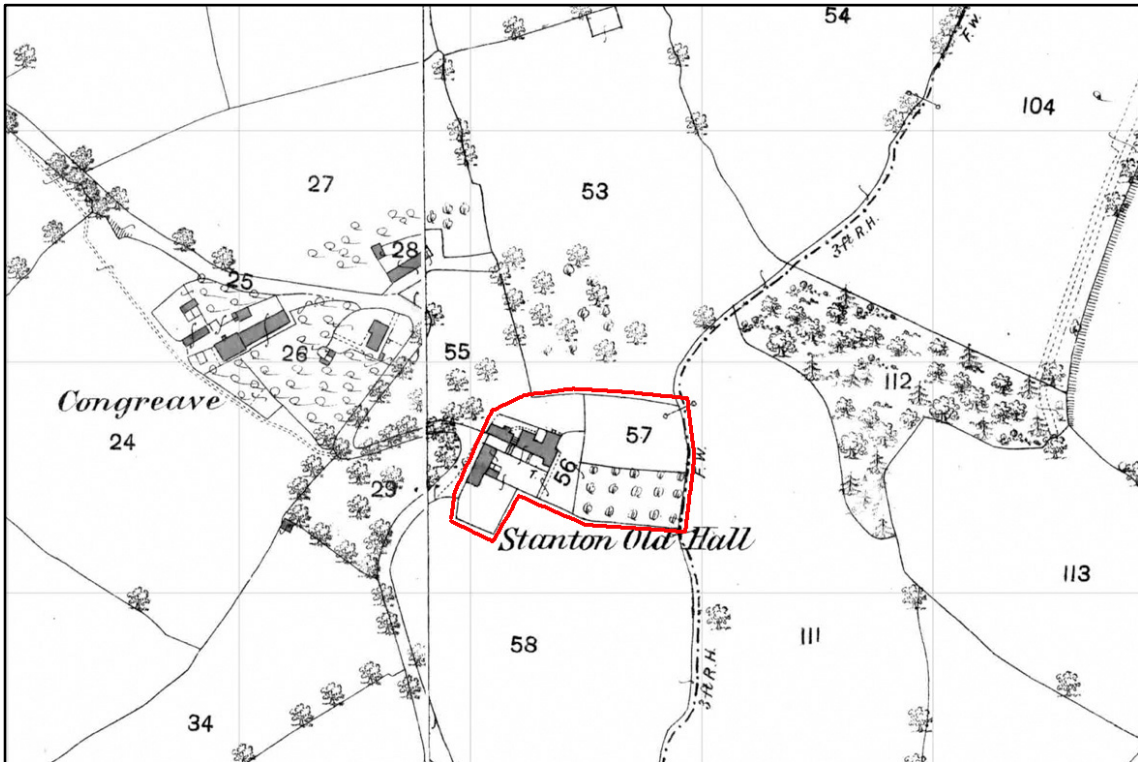 54
F.W.
104
27
53
28
3 ft R.H.
25
26
55
112
Congreave
24
57
F.W.
29
56
Stanton Old Hall
113
58
111
3 ft R.H.
34